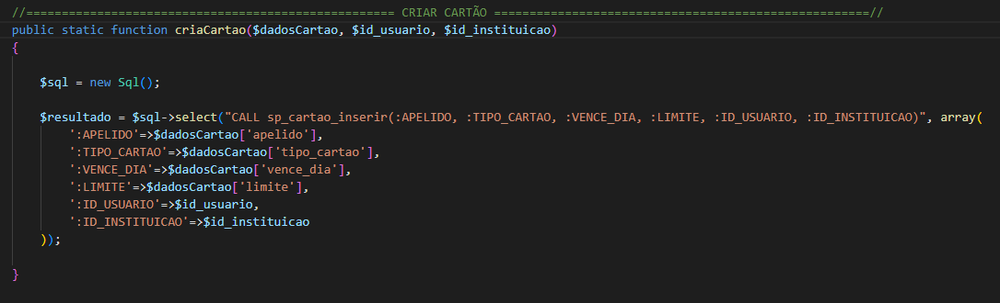 //==================================================== CRIAR CARTÃO =====================================================//
public static function criaCartao($dadosCartao, $id_usuario, $id_instituicao)
{
$sql = new Sql();
$resultado = $sql->select("CALL sp_cartao_inserir(:APELIDO, :TIPO_CARTAO, :VENCE_DIA, :LIMITE, :ID_USUARIO, :ID_INSTITUICAO)", array(
':APELIDO'=>$dadosCartao['apelido'],
':TIPO_CARTAO'=>$dadosCartao['tipo_cartao'],
':VENCE_DIA'=>$dadosCartao['vence_dia'],
':LIMITE'=>$dadosCartao['limite'],
':ID_USUARIO'=>$id_usuario,
':ID_INSTITUICAO'=>$id_instituicao
));
}